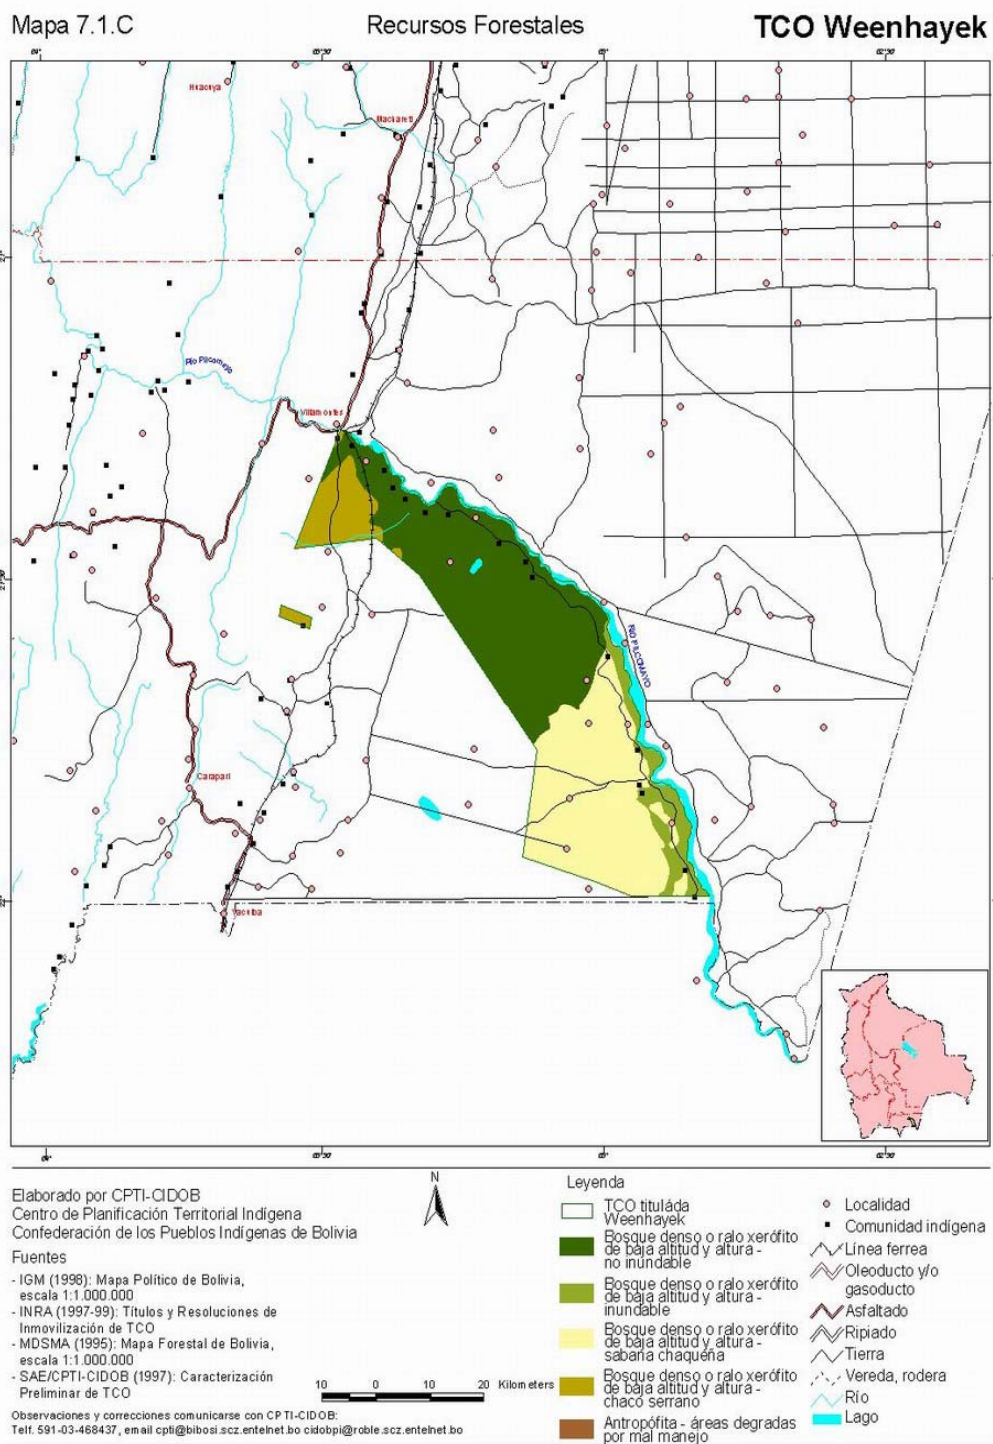 Mapa 7.1.C
Recursos Forestales
TCO Weenhayek
Huacaya
Machareti
Río Pilcomayo
Villamontes
RIO PILCOMAYO
Carapari
Yacuiba
Elaborado por CPTI-CIDOB
Centro de Planificación Territorial Indígena
Confederación de los Pueblos Indígenas de Bolivia
Fuentes
- IGM (1998): Mapa Político de Bolivia,
escala 1:1.000.000
- INRA (1997-99): Títulos y Resoluciones de
Inmovilización de TCO
- MDSMA (1995): Mapa Forestal de Bolivia,
escala 1:1.000.000
- SAE/CPTI-CIDOB (1997): Caracterización
Preliminar de TCO
Observaciones y correcciones comunicarse con CPTI-CIDOB:
Telf. 591-03-468437, email cpti@bibosi.scz.entelnet.bo cidobpi@roble.scz.entelnet.bo
N
10 0 10 20 Kilometers
Leyenda
TCO tituláda
Weenhayek
Bosque denso o ralo xerófito
de baja altitud y altura -
no inundable
Bosque denso o ralo xerófito
de baja altitud y altura -
inundable
Bosque denso o ralo xerófito
de baja altitud y altura -
sabana chaqueña
Bosque denso o ralo xerófito
de baja altitud y altura -
chaco serrano
Antropófita - áreas degradas
por mal manejo
Localidad
Comunidad indígena
Línea ferrea
Oleoducto y/o
gasoducto
Asfaltado
Ripiado
Tierra
Vereda, rodera
Río
Lago